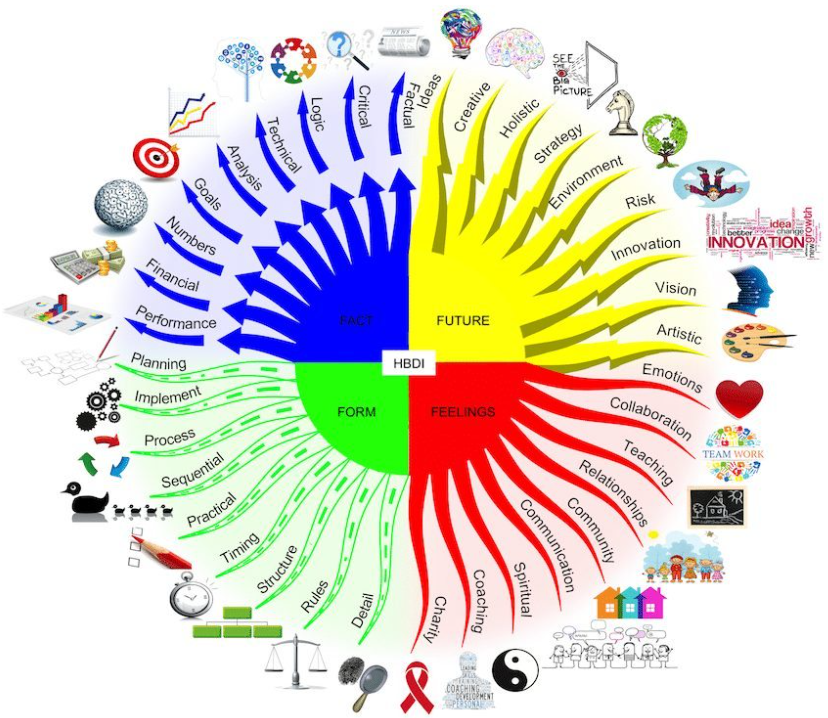 HBDI
FACT
FUTURE
FORM
FEELINGS
Factual
Critical
Logic
Technical
Analysis
Goals
Numbers
Financial
Performance
Ideas
Creative
Holistic
Strategy
Environment
Risk
Innovation
Vision
Artistic
Emotions
Collaboration
Teaching
Relationships
Community
Communication
Spiritual
Coaching
Charity
Planning
Implement
Process
Sequential
Practical
Timing
Structure
Rules
Detail
NEWS
SEE
THE
BIG
PICTURE
growth
idea
better change
INNOVATION
TEAM WORK
COACHING
DEVELOPMENT
PERSONAL